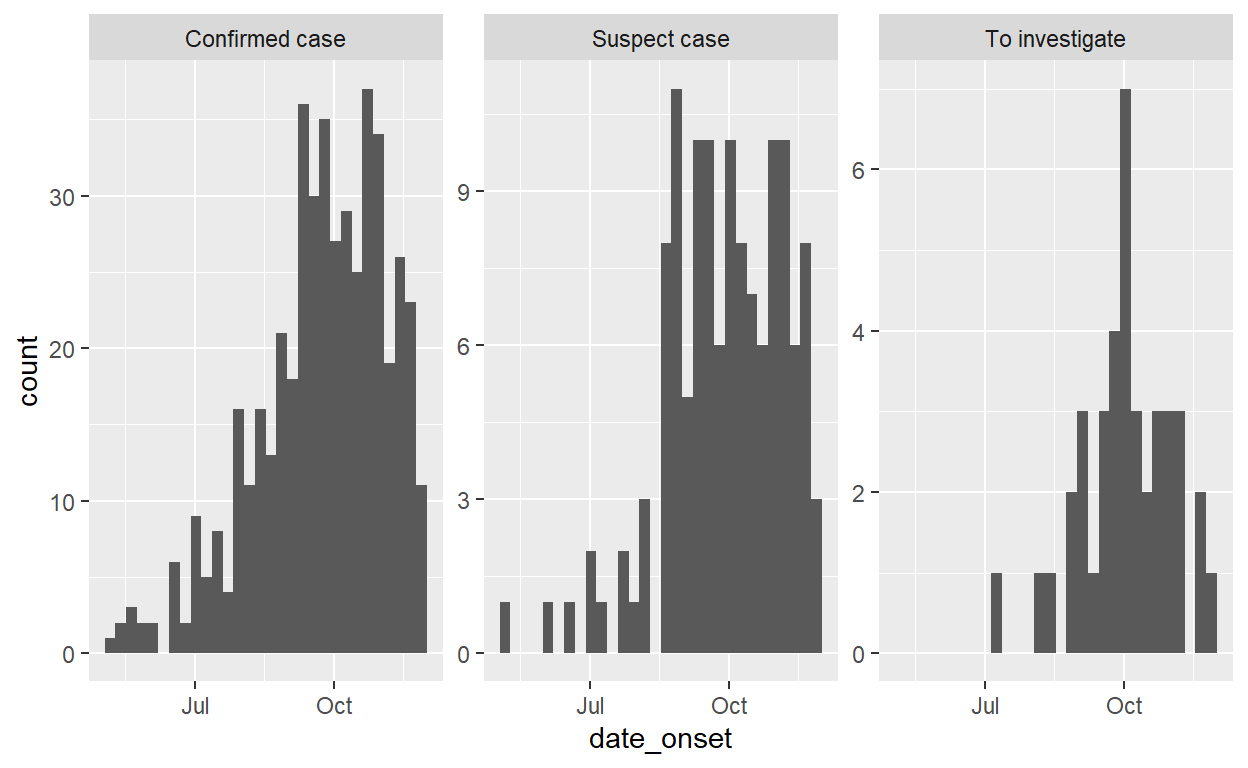 Confirmed case
Suspect case
To investigate
count
30
20
10
0
9
6
3
0
6
4
2
0
Jul
Oct
Jul
Oct
Jul
Oct
date_onset